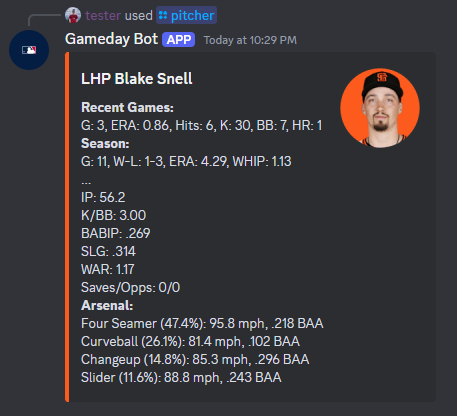 tester used pitcher
Gameday Bot APP Today at 10:29 PM
LHP Blake Snell
Recent Games:
G: 3, ERA: 0.86, Hits: 6, K: 30, BB: 7, HR: 1
Season:
G: 11, W-L: 1-3, ERA: 4.29, WHIP: 1.13
...
IP: 56.2
K/BB: 3.00
BABIP: .269
SLG: .314
WAR: 1.17
Saves/Opps: 0/0
Arsenal:
Four Seamer (47.4%): 95.8 mph, .218 BAA
Curveball (26.1%): 81.4 mph, .102 BAA
Changeup (14.8%): 85.3 mph, .296 BAA
Slider (11.6%): 88.8 mph, .243 BAA